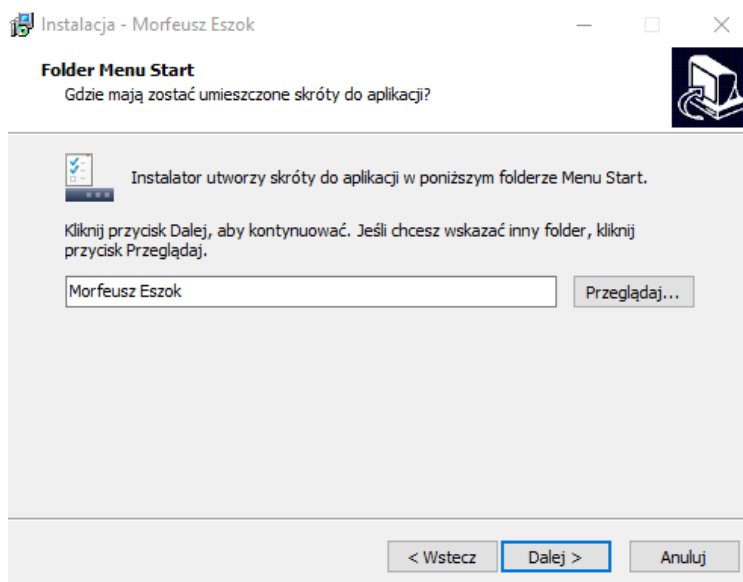 Instalacja - Morfeusz Eszok
Folder Menu Start
Gdzie mają zostać umieszczone skróty do aplikacji?
Instalator utworzy skróty do aplikacji w poniższym folderze Menu Start.
Kliknij przycisk Dalej, aby kontynuować. Jeśli chcesz wskazać inny folder, kliknij
przycisk Przeglądaj.
Morfeusz Eszok
Przeglądaj...
< Wstecz
Dalej >
Anuluj